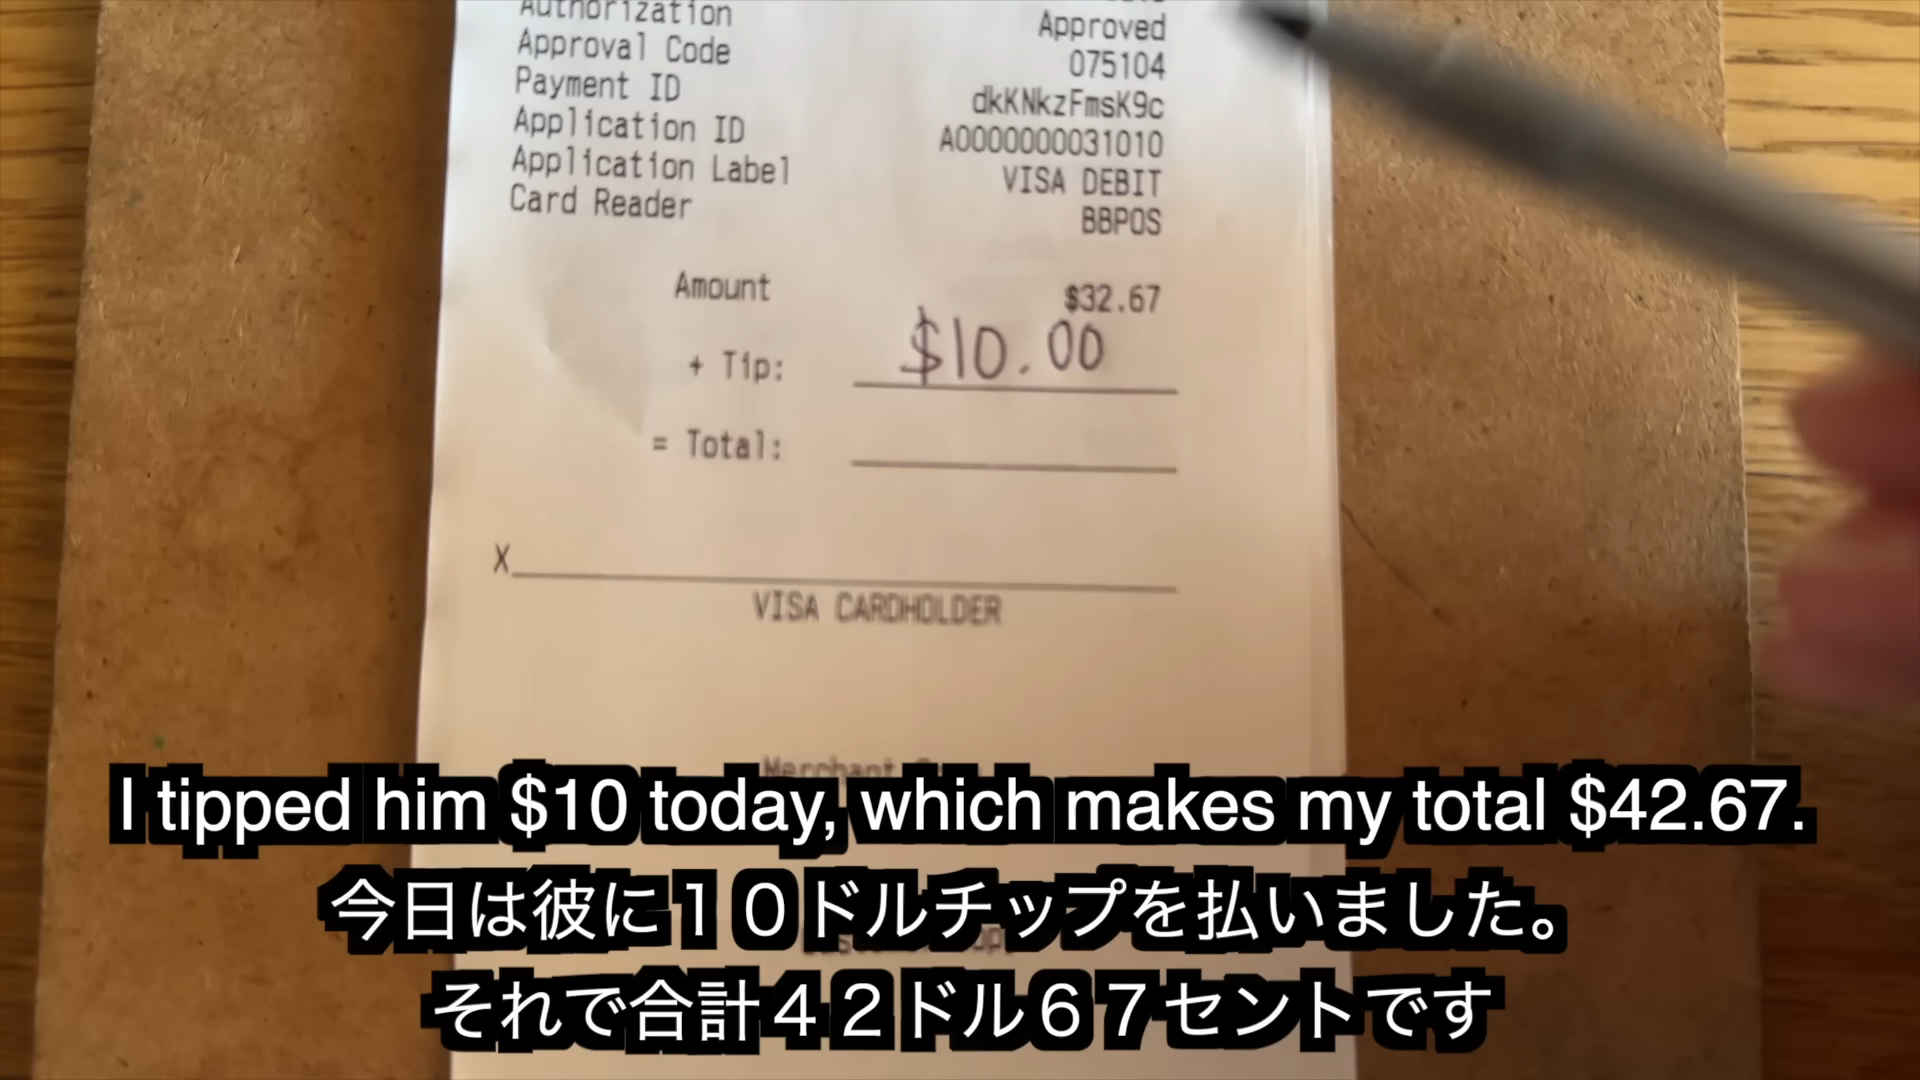 Authorization Approved
Approval Code 075104
Payment ID dkKNkzFmsK9c
Application ID A0000000031010
Application Label VISA DEBIT
Card Reader BBPOS
Amount $32.67
+ Tip: $10.00
= Total:
X
VISA CARDHOLDER
Merchant
I tipped him $10 today, which makes my total $42.67.
今日は彼に１０ドルチップを払いました。
それで合計４２ドル６７セントです